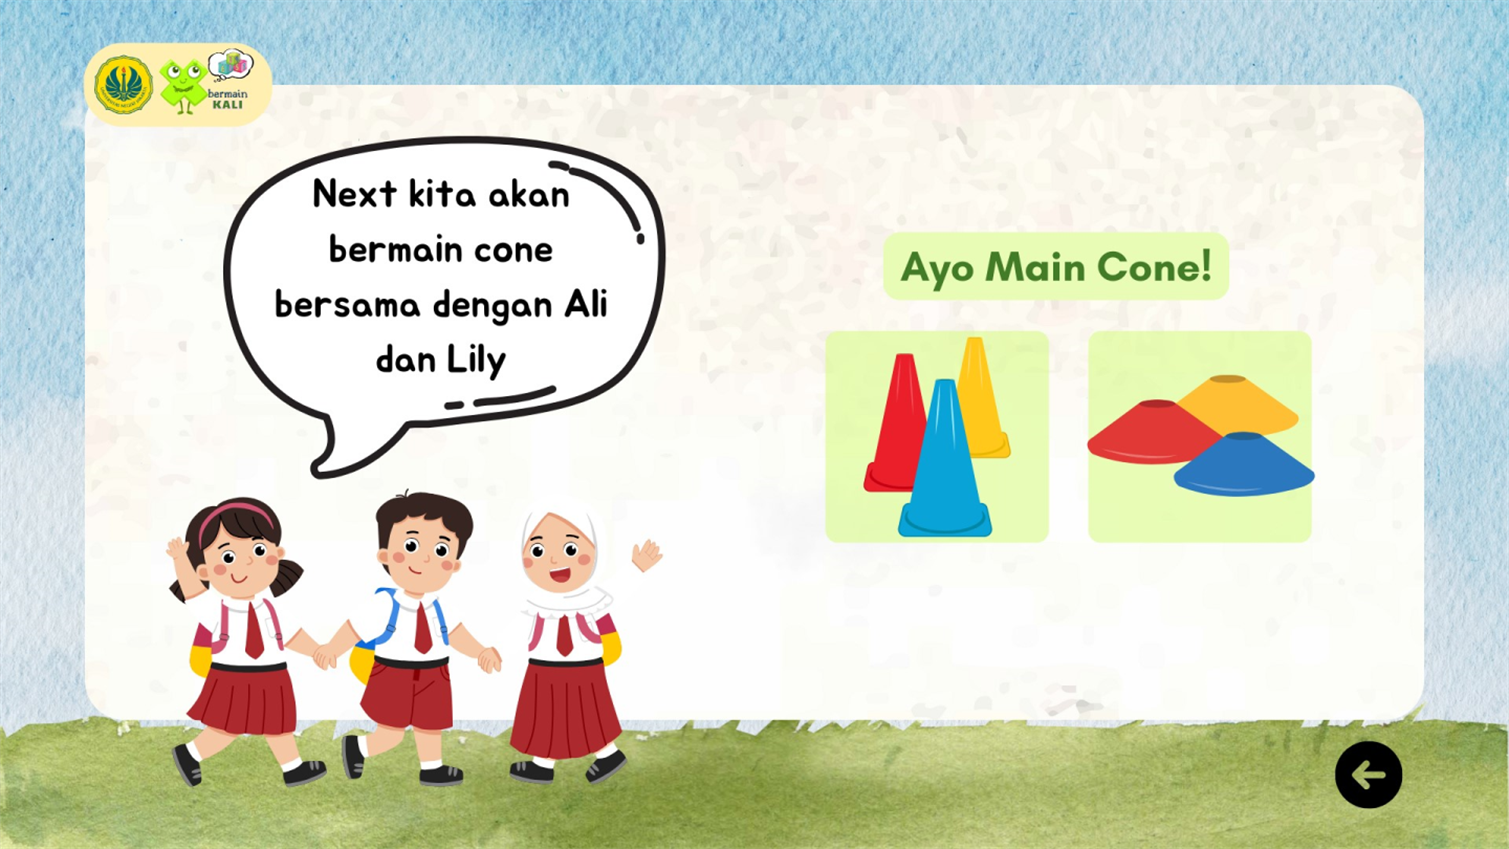 bermain
KALI
Next kita akan
bermain cone
bersama dengan Ali
dan Lily
Ayo Main Cone!